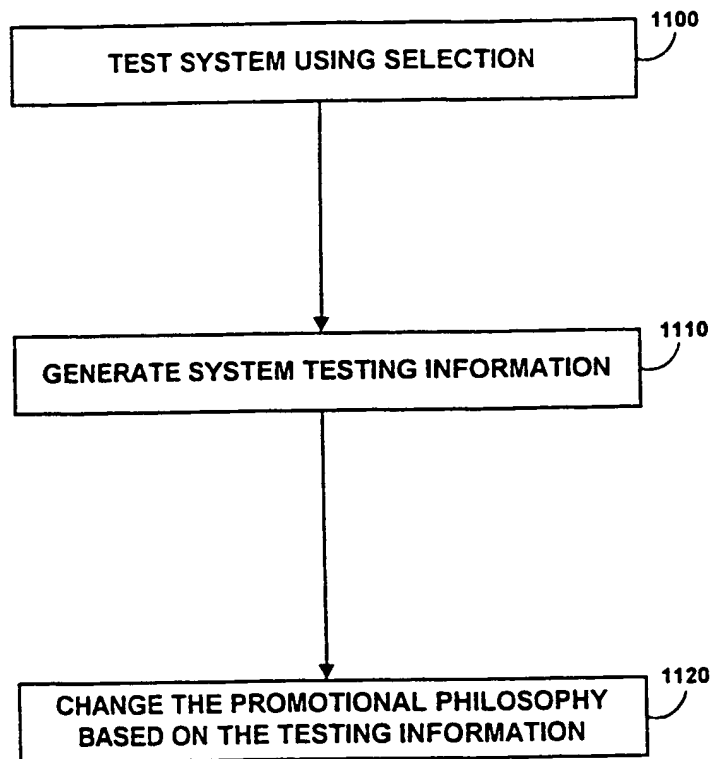 1100
TEST SYSTEM USING SELECTION
1110
GENERATE SYSTEM TESTING INFORMATION
1120
CHANGE THE PROMOTIONAL PHILOSOPHY
BASED ON THE TESTING INFORMATION